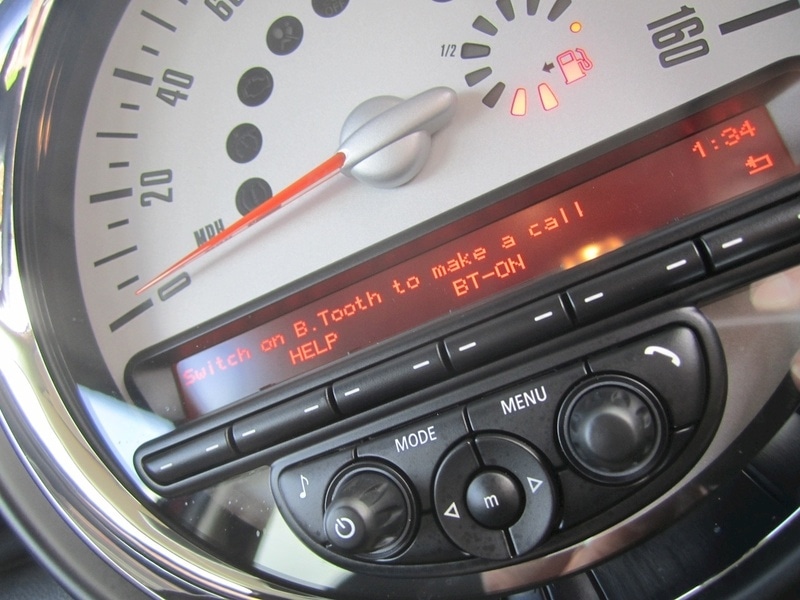 60
40
20
0
MPH
1/2
160
1:34
Switch on B.Tooth to make a call
HELP BT-ON
MODE MENU
m